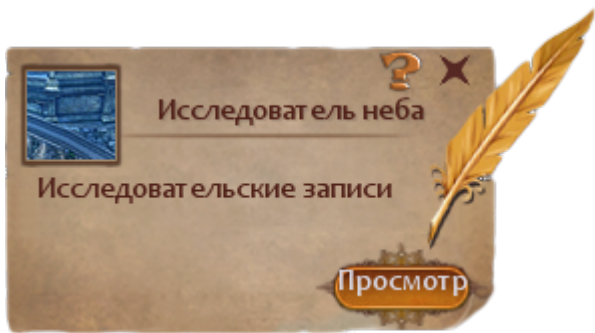 Исследователь неба
Исследовательские записи
Просмотр